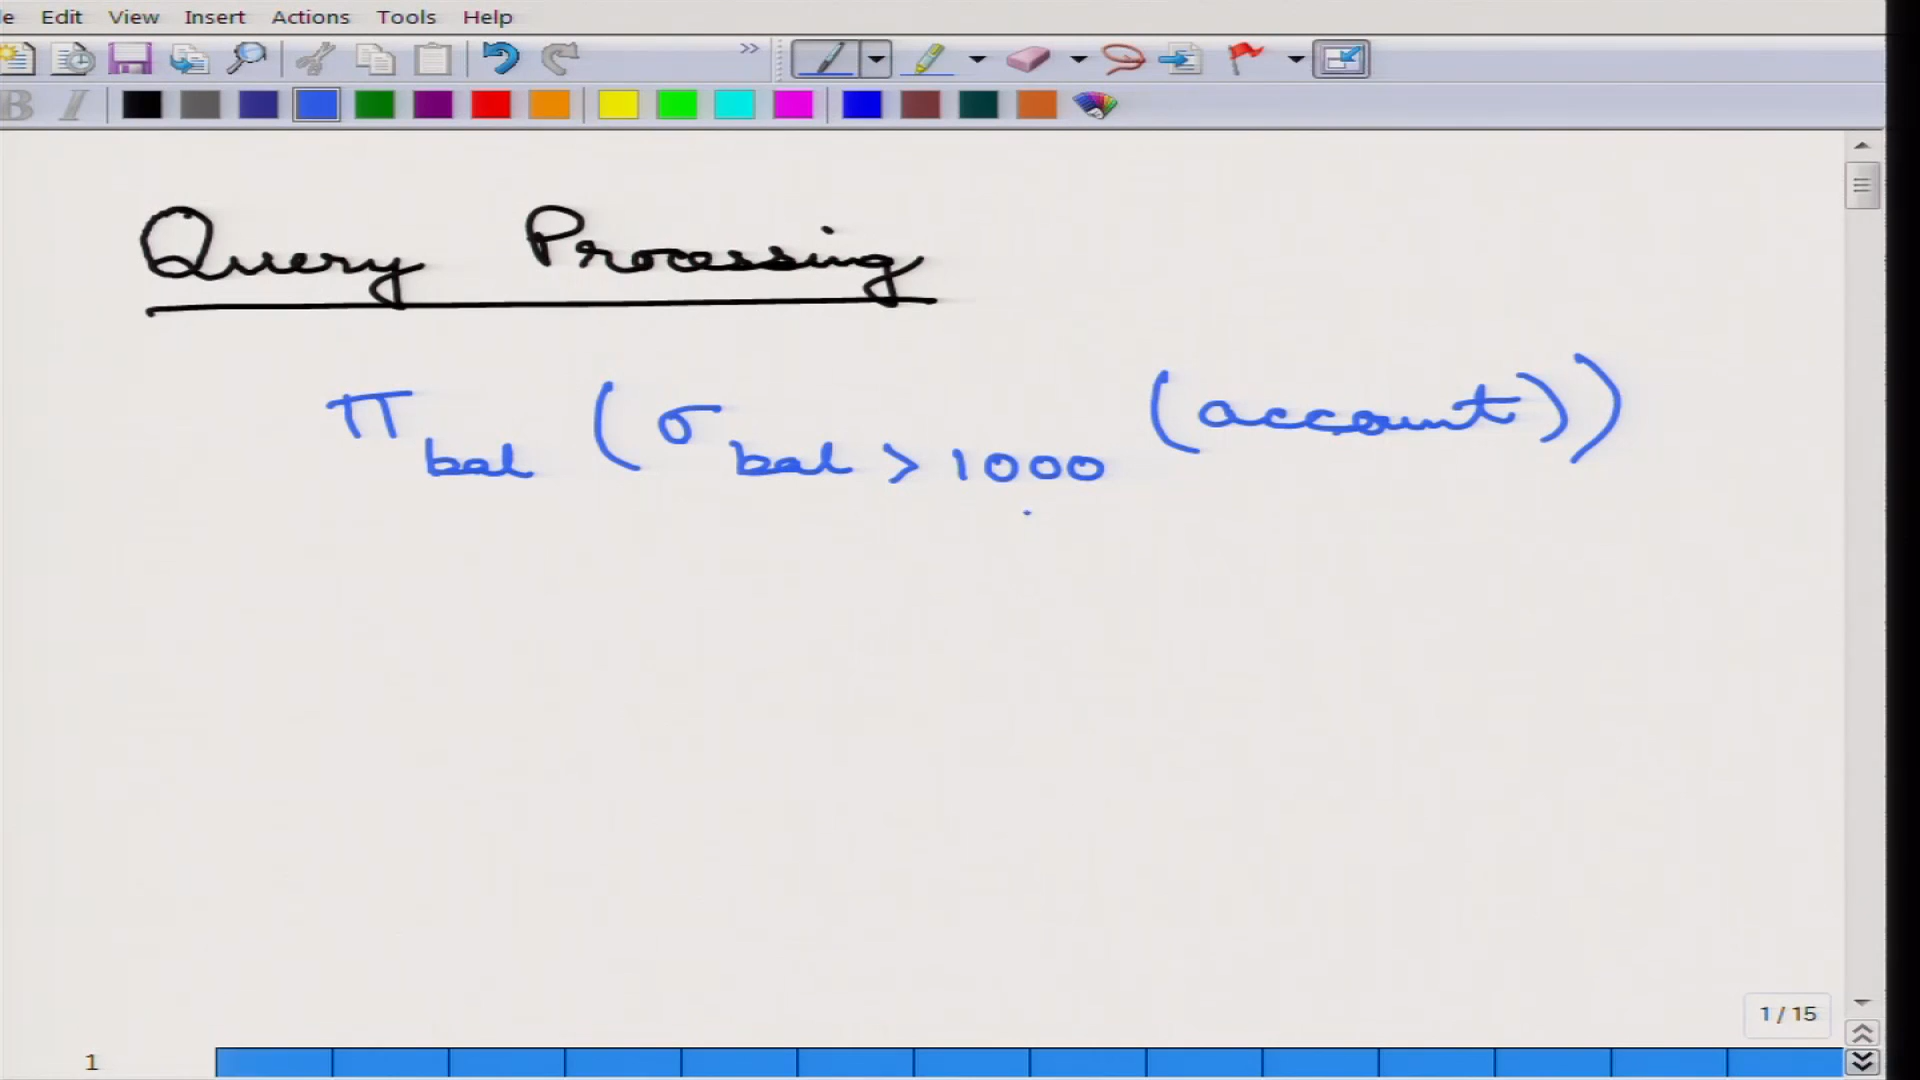 e Edit View Insert Actions Tools Help
B I
Query Processing
π bal (σ bal > 1000 (account))
1 / 15
1